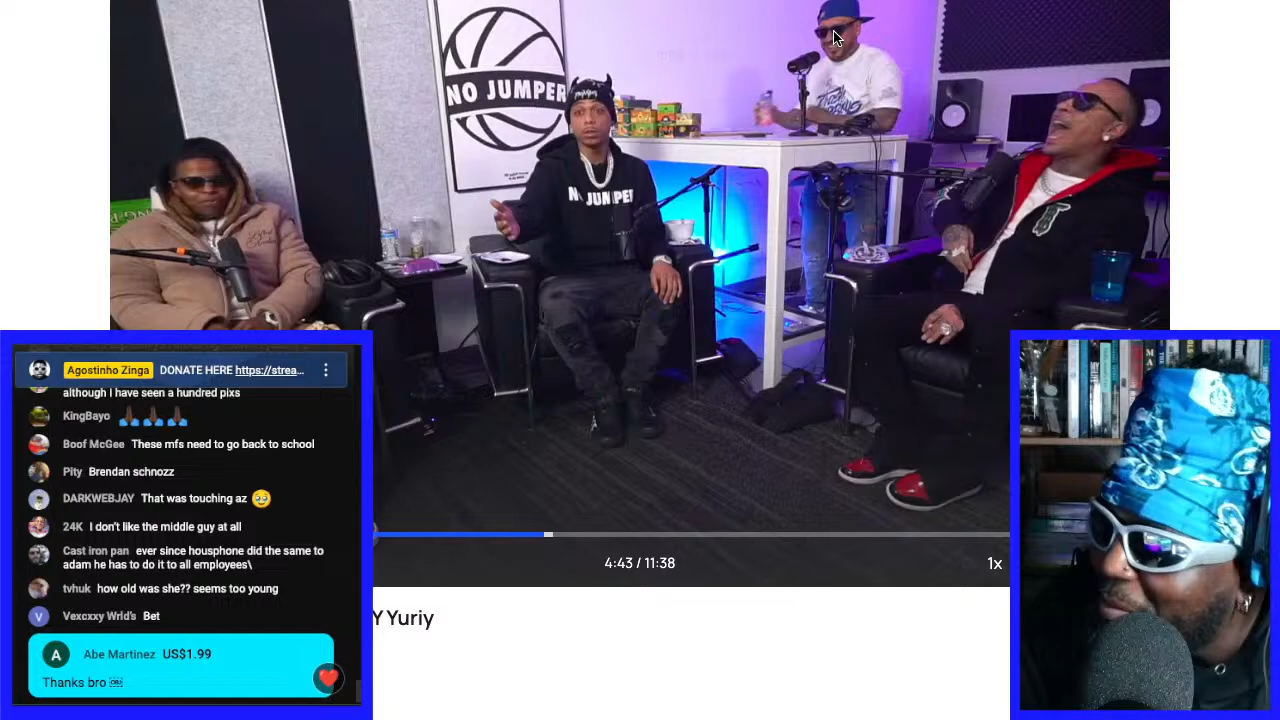 NO JUMPER
NO JUMPER
Agostinho Zinga DONATE HERE https://strea...
although I have seen a hundred pixs
KingBayo
Boof McGee These mfs need to go back to school
Pity Brendan schnozz
DARKWEBJAY That was touching az
24K I don't like the middle guy at all
Cast iron pan ever since housphone did the same to
adam he has to do it to all employees\
tvhuk how old was she?? seems too young
V Vexcxxy Wrld's Bet
A Abe Martinez US$1.99
Thanks bro
4:43 / 11:38
1x
Y Yuriy